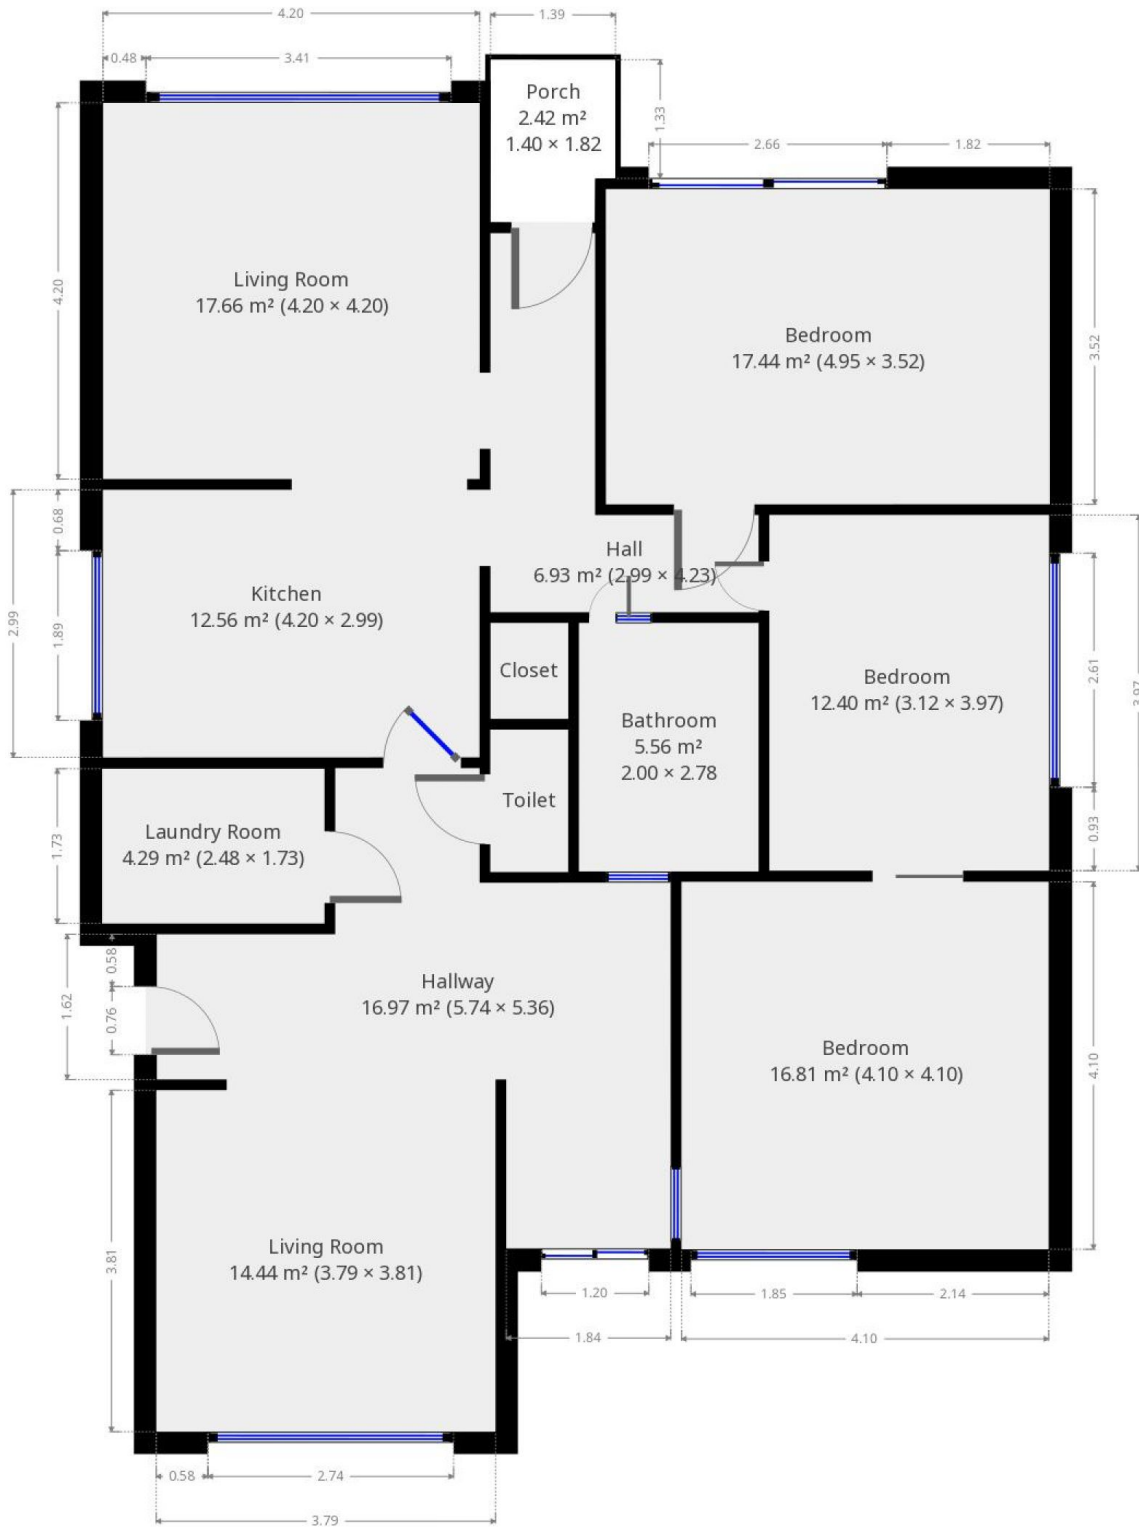 4.20
1.39
0.48
3.41
Porch
2.42 m²
1.40 × 1.82
1.33
2.66
1.82
Living Room
17.66 m² (4.20 × 4.20)
4.20
Bedroom
17.44 m² (4.95 × 3.52)
3.52
0.68
Hall
6.93 m² (2.99 × 4.23)
Kitchen
12.56 m² (4.20 × 2.99)
2.99
1.89
Closet
Bedroom
12.40 m² (3.12 × 3.97)
2.61
3.97
Bathroom
5.56 m²
2.00 × 2.78
Toilet
Laundry Room
4.29 m² (2.48 × 1.73)
1.73
0.93
0.58
Hallway
16.97 m² (5.74 × 5.36)
1.62
0.76
Bedroom
16.81 m² (4.10 × 4.10)
4.10
Living Room
14.44 m² (3.79 × 3.81)
3.81
1.20
1.85
2.14
1.84
4.10
0.58
2.74
3.79